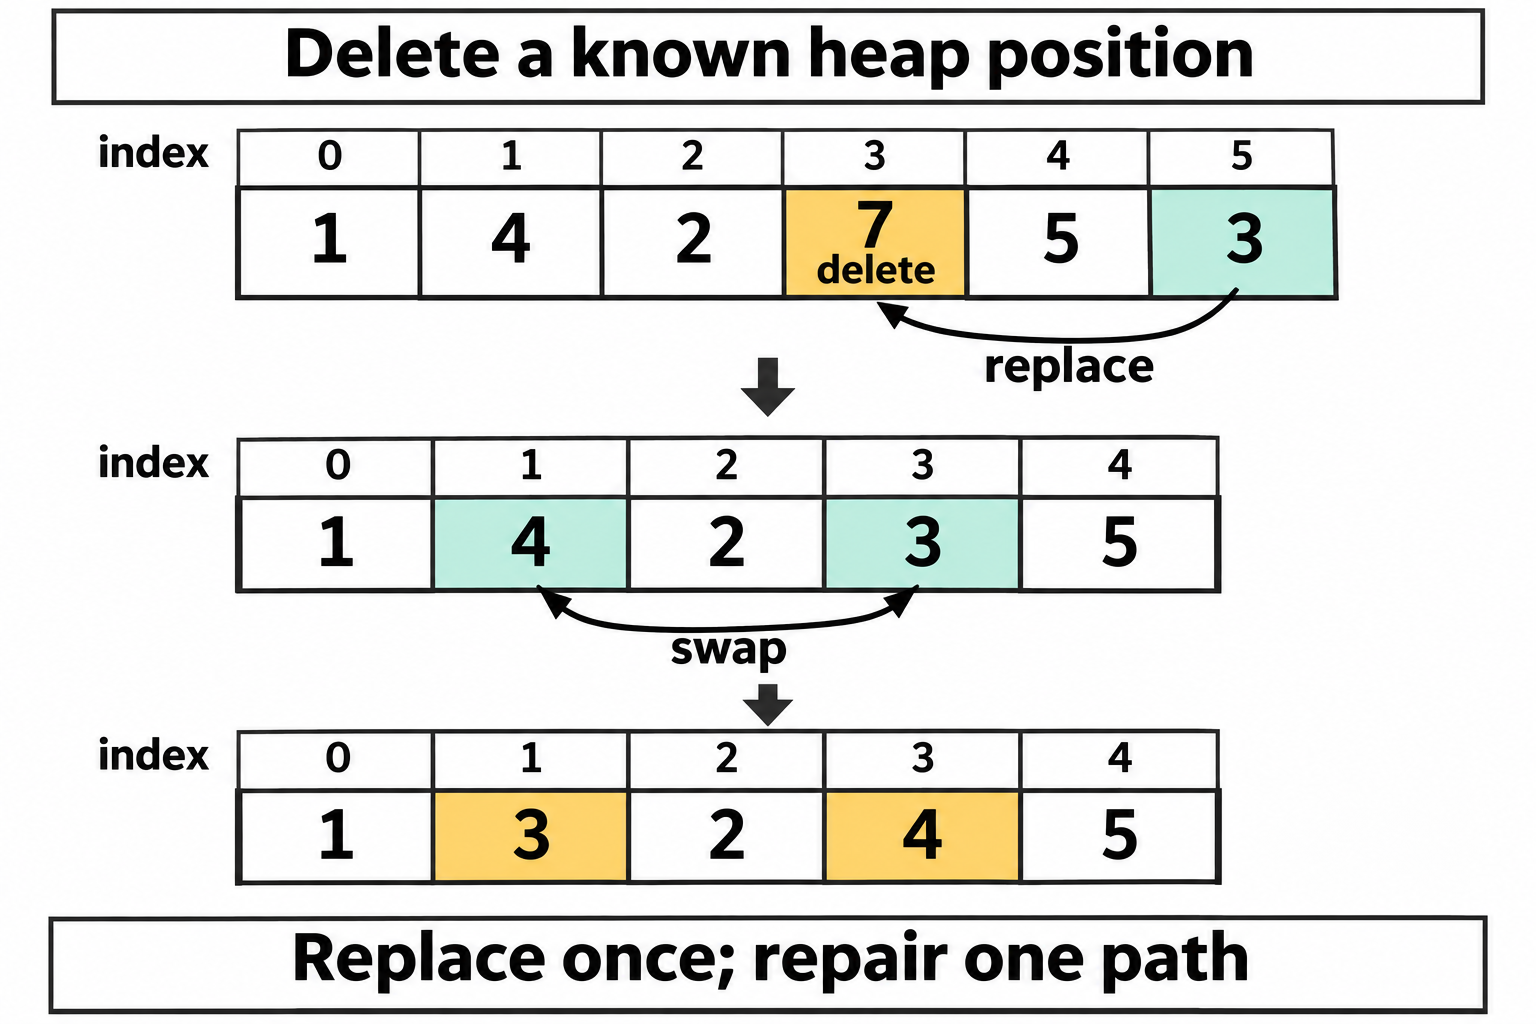 Delete a known heap position
index 0 1 2 3 4 5
1 4 2 7 5 3
delete
replace
index 0 1 2 3 4
1 4 2 3 5
swap
index 0 1 2 3 4
1 3 2 4 5
Replace once; repair one path